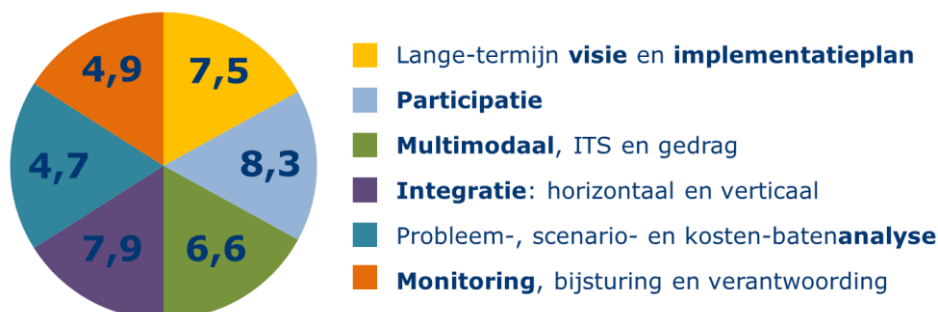 4,9
7,5
4,7
8,3
7,9
6,6
Lange-termijn visie en implementatieplan
Participatie
Multimodaal, ITS en gedrag
Integratie: horizontaal en verticaal
Probleem-, scenario- en kosten-batenanalyse
Monitoring, bijsturing en verantwoording